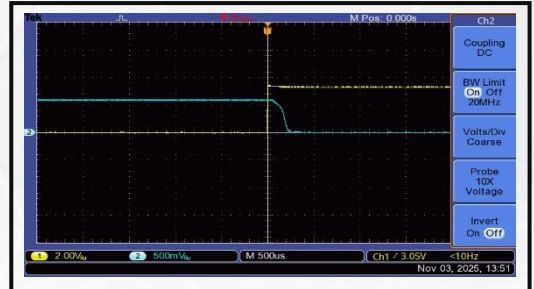 Tek
M Pos: 0.000s
Ch2
Coupling
DC
BW Limit
On Off
20MHz
Volts/Div
Coarse
Probe
10X
Voltage
Invert
On Off
2
1 2.00V
2 500mV
M 500us
Ch1 3.05V
<10Hz
Nov 03, 2025, 13:51